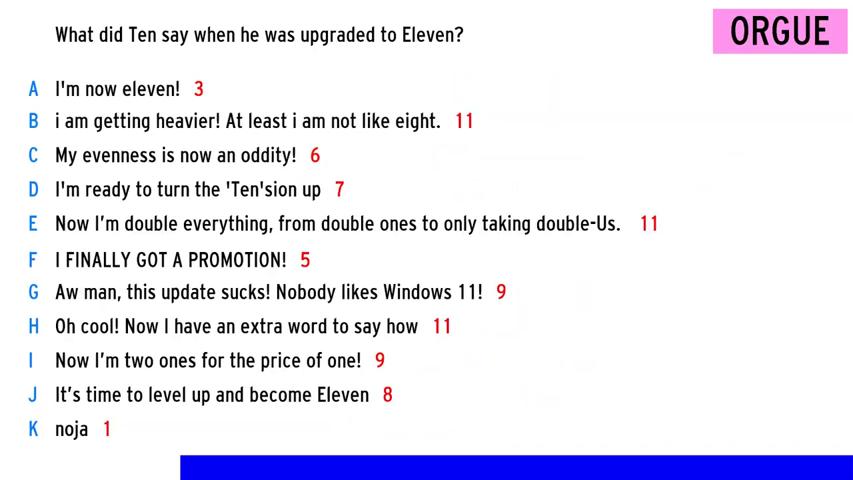 What did Ten say when he was upgraded to Eleven?
ORGUE
A I'm now eleven! 3
B i am getting heavier! At least i am not like eight. 11
C My evenness is now an oddity! 6
D I'm ready to turn the 'Ten'sion up 7
E Now I’m double everything, from double ones to only taking double-Us. 11
F I FINALLY GOT A PROMOTION! 5
G Aw man, this update sucks! Nobody likes Windows 11! 9
H Oh cool! Now I have an extra word to say how 11
I Now I’m two ones for the price of one! 9
J It’s time to level up and become Eleven 8
K noja 1